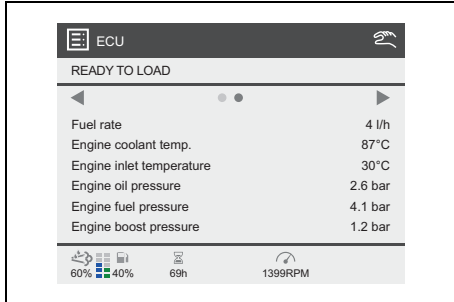 ECU
READY TO LOAD
Fuel rate 4 l/h
Engine coolant temp. 87°C
Engine inlet temperature 30°C
Engine oil pressure 2.6 bar
Engine fuel pressure 4.1 bar
Engine boost pressure 1.2 bar
60% 40% 69h 1399RPM